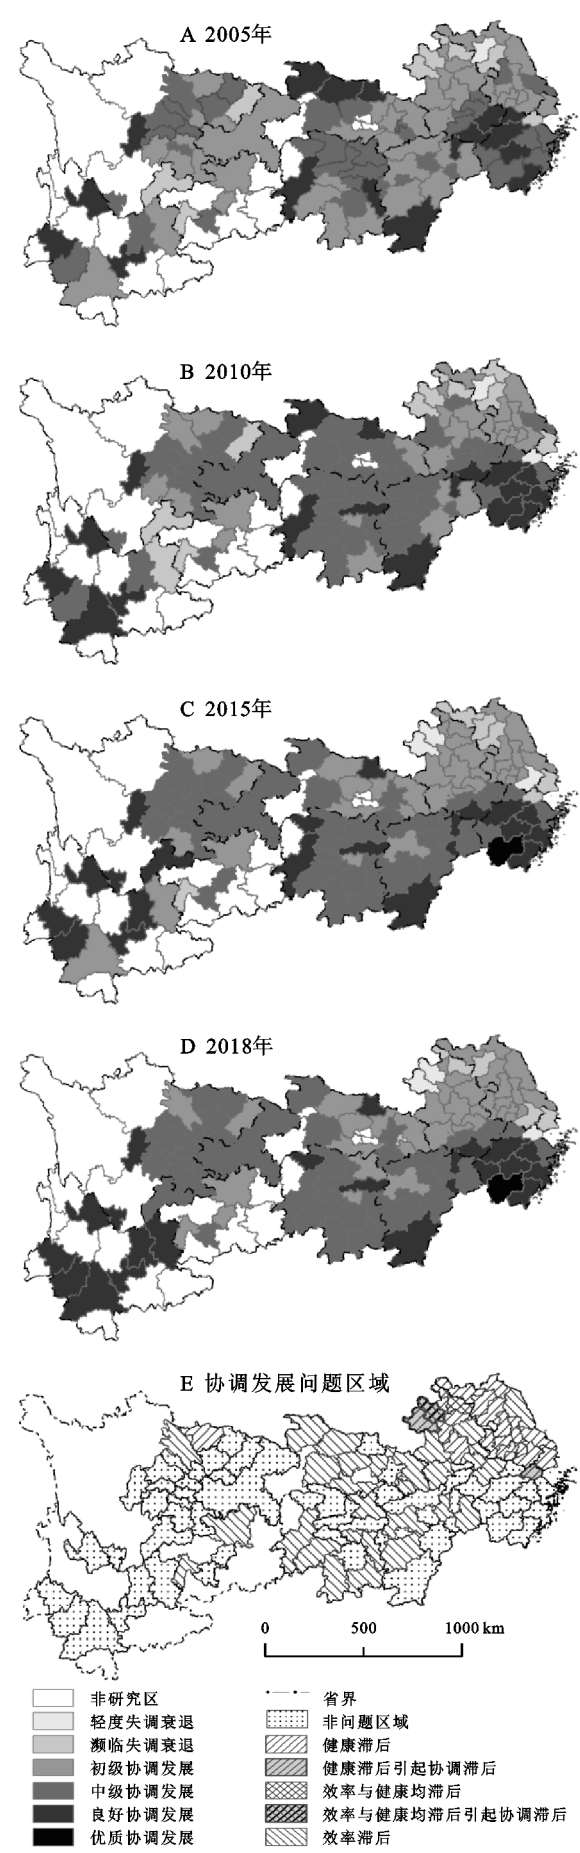 A 2005年
B 2010年
C 2015年
D 2018年
E 协调发展问题区域
0 500 1000 km
非研究区
轻度失调衰退
濒临失调衰退
初级协调发展
中级协调发展
良好协调发展
优质协调发展
省界
非问题区域
健康滞后
健康滞后引起协调滞后
效率与健康均滞后
效率与健康均滞后引起协调滞后
效率滞后